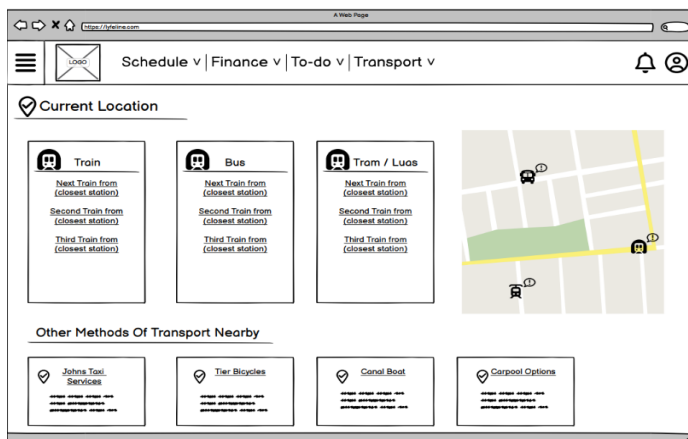 A Web Page
https://lyfeline.com
LOGO
Schedule v | Finance v | To-do v | Transport v
Current Location
Train
Next Train from
(closest station)
Second Train from
(closest station)
Third Train from
(closest station)
Bus
Next Train from
(closest station)
Second Train from
(closest station)
Third Train from
(closest station)
Tram / Luas
Next Train from
(closest station)
Second Train from
(closest station)
Third Train from
(closest station)
Other Methods Of Transport Nearby
Johns Taxi
Services
Tier Bicycles
Canal Boat
Carpool Options